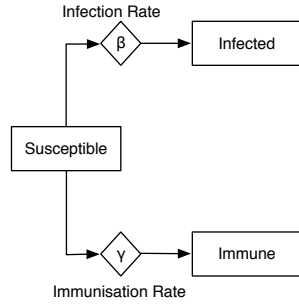 Infection Rate
β
Infected
Susceptible
γ
Immune
Immunisation Rate